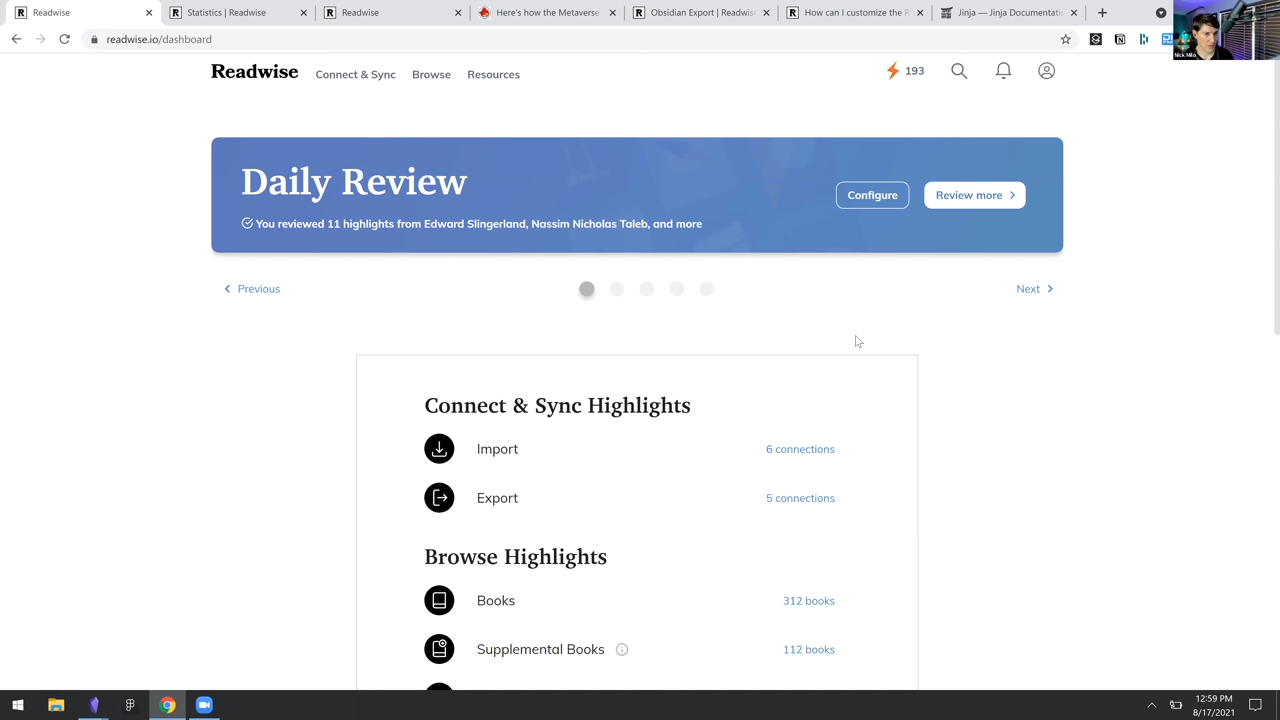 Readwise
Statistics | Readwise
Readwise
Here's how the Metaverse
Obsidian Export | Readwis
How can I customize the R
Jinja — Jinja Documentatio
readwise.io/dashboard
Nick Milo
Readwise
Connect & Sync
Browse
Resources
193
Daily Review
You reviewed 11 highlights from Edward Slingerland, Nassim Nicholas Taleb, and more
Configure
Review more
Previous
Next
Connect & Sync Highlights
Import
6 connections
Export
5 connections
Browse Highlights
Books
312 books
Supplemental Books
112 books
12:59 PM
8/17/2021